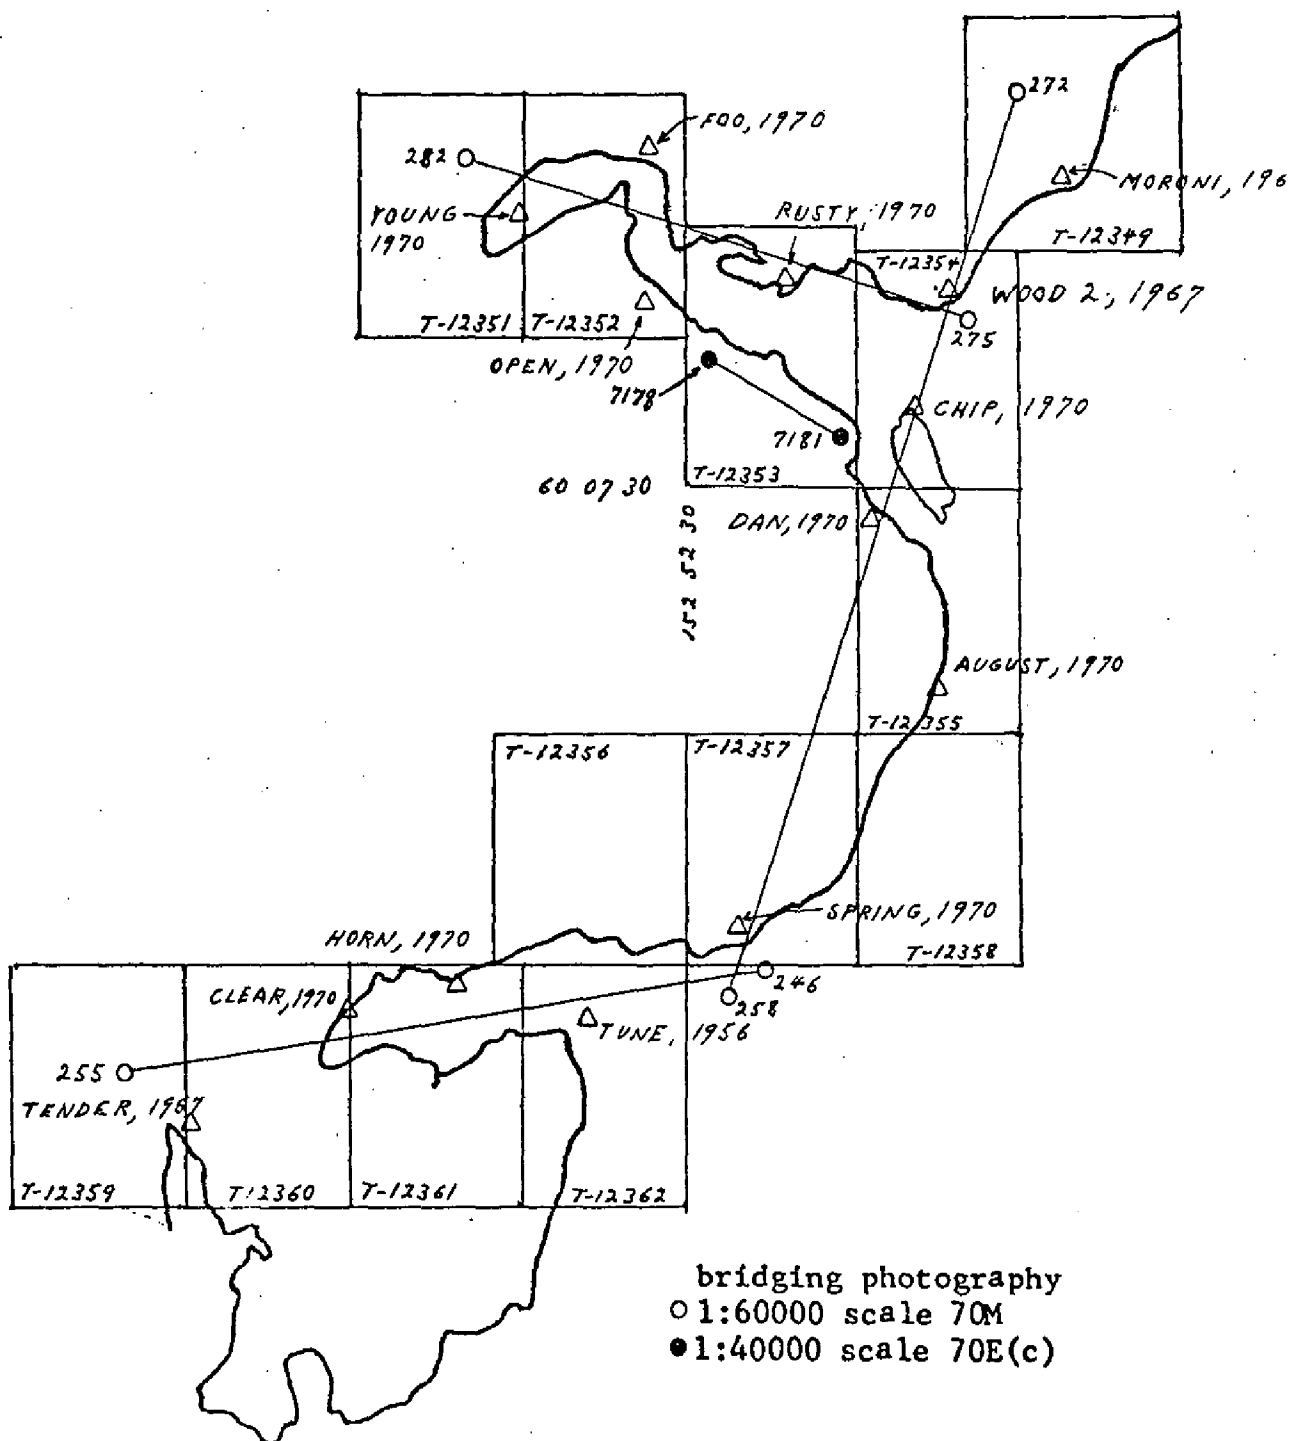 272
FOO, 1970
282
MORONI, 196
YOUNG
1970
RUSTY, 1970
T-12349
T-12354
WOOD 2, 1967
T-12351
T-12352
275
OPEN, 1970
7178
CHIP, 1970
7181
T-12353
60 07 30
DAN, 1970
152 52 30
AUGUST, 1970
T-12355
T-12356
T-12357
SPRING, 1970
HORN, 1970
T-12358
CLEAR, 1970
246
258
TUNE, 1956
255
TENDER, 1967
T-12359
T-12360
T-12361
T-12362
bridging photography
1:60000 scale 70M
1:40000 scale 70E(c)